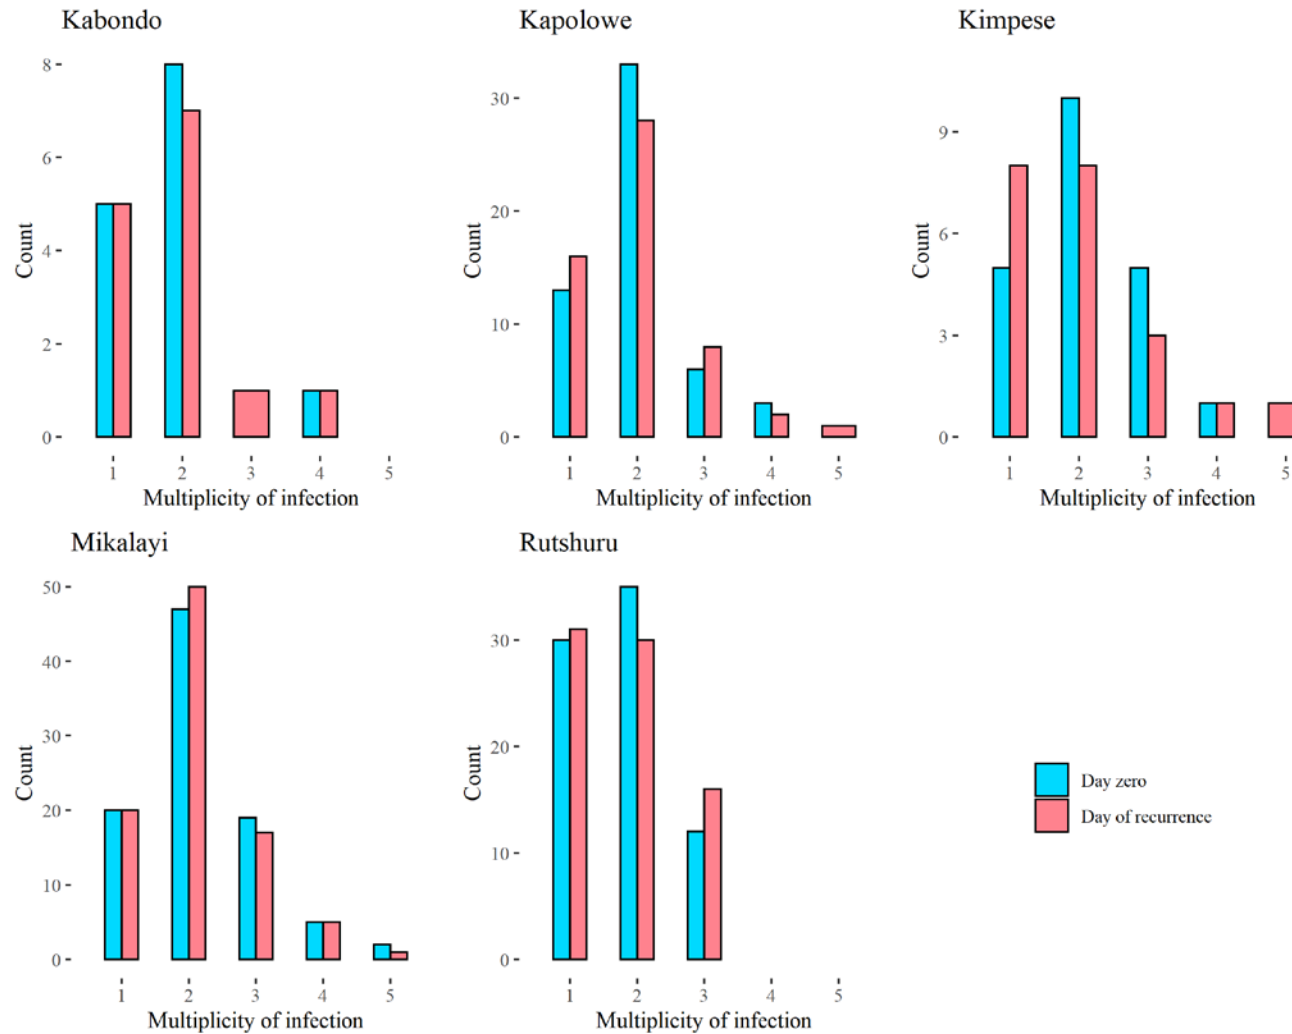 Kabondo
8
6
4
2
0
Count
1 2 3 4 5
Multiplicity of infection
Kapolowe
30
20
10
0
Count
1 2 3 4 5
Multiplicity of infection
Kimpese
9
6
3
0
Count
1 2 3 4 5
Multiplicity of infection
Mikalayi
50
40
30
20
10
0
Count
1 2 3 4 5
Multiplicity of infection
Rutshuru
30
20
10
0
Count
1 2 3 4 5
Multiplicity of infection
Day zero
Day of recurrence